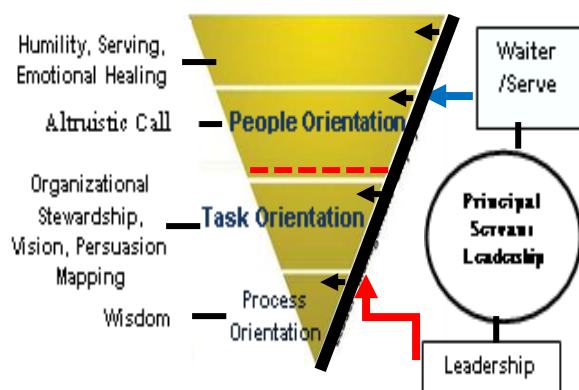 Humility, Serving,
Emotional Healing
Altruistic Call
Organizational
Stewardship,
Vision, Persuasion
Mapping
Wisdom
People Orientation
Task Orientation
Process
Orientation
Waiter
/Serve
Principal
Servant
Leadership
Leadership